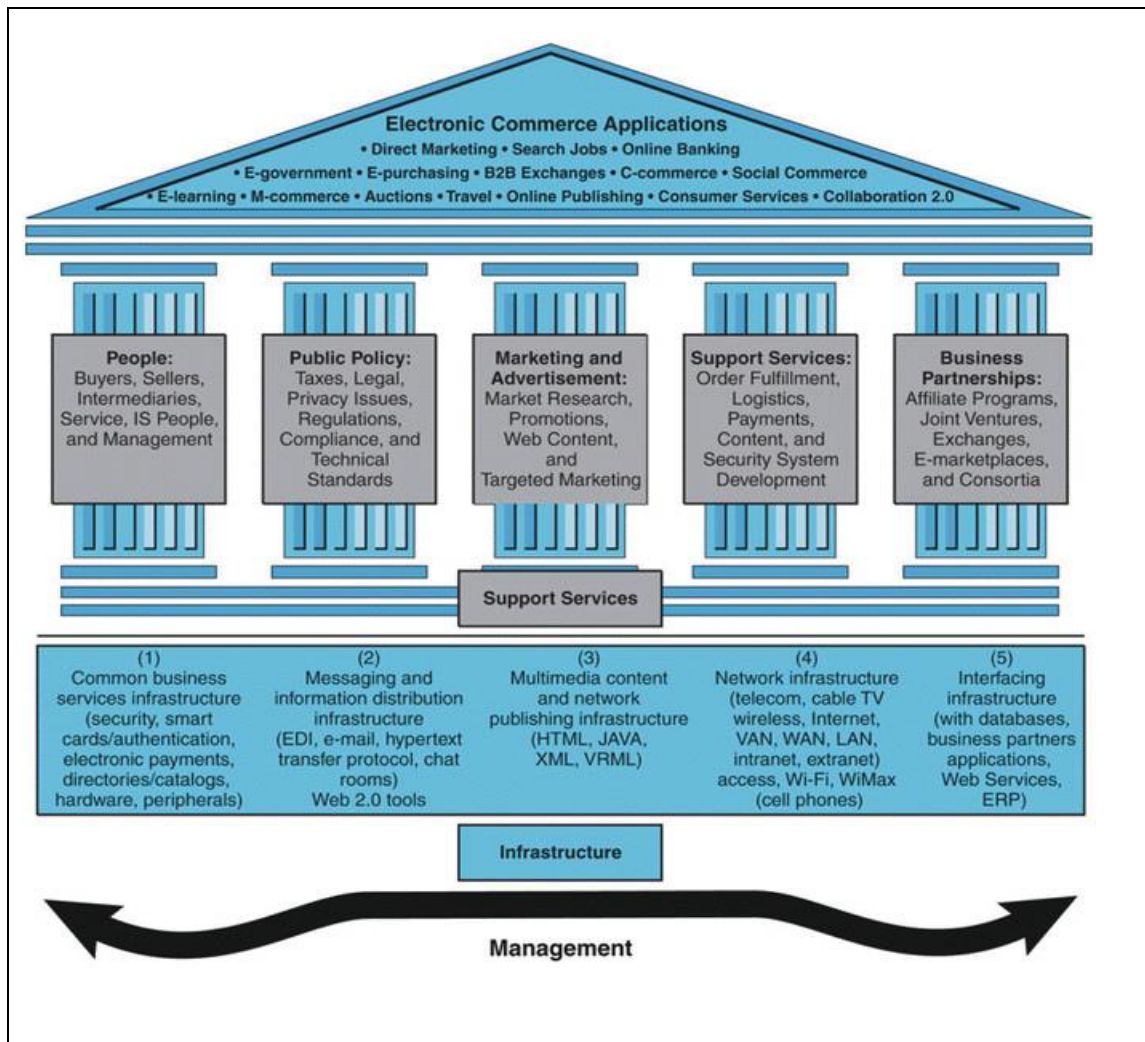 Electronic Commerce Applications
• Direct Marketing • Search Jobs • Online Banking
• E-government • E-purchasing • B2B Exchanges • C-commerce • Social Commerce
• E-learning • M-commerce • Auctions • Travel • Online Publishing • Consumer Services • Collaboration 2.0
People:
Buyers, Sellers,
Intermediaries,
Service, IS People,
and Management
Public Policy:
Taxes, Legal,
Privacy Issues,
Regulations,
Compliance, and
Technical
Standards
Marketing and
Advertisement:
Market Research,
Promotions,
Web Content,
and
Targeted Marketing
Support Services:
Order Fulfillment,
Logistics,
Payments,
Content, and
Security System
Development
Business
Partnerships:
Affiliate Programs,
Joint Ventures,
Exchanges,
E-marketplaces,
and Consortia
Support Services
(1)
Common business
services infrastructure
(security, smart
cards/authentication,
electronic payments,
directories/catalogs,
hardware, peripherals)
(2)
Messaging and
information distribution
infrastructure
(EDI, e-mail, hypertext
transfer protocol, chat
rooms)
Web 2.0 tools
(3)
Multimedia content
and network
publishing infrastructure
(HTML, JAVA,
XML, VRML)
(4)
Network infrastructure
(telecom, cable TV
wireless, Internet,
VAN, WAN, LAN,
intranet, extranet)
access, Wi-Fi, WiMax
(cell phones)
(5)
Interfacing
infrastructure
(with databases,
business partners
applications,
Web Services,
ERP)
Infrastructure
Management